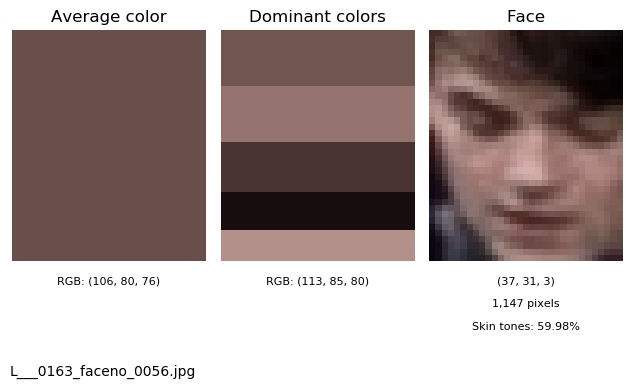 Average color
Dominant colors
Face
RGB: (106, 80, 76)
RGB: (113, 85, 80)
(37, 31, 3)
1,147 pixels
Skin tones: 59.98%
L___0163_faceno_0056.jpg